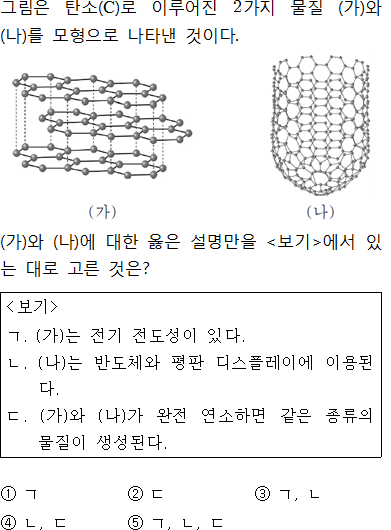 그림은 탄소(C)로 이루어진 2가지 물질 (가)와
(나)를 모형으로 나타낸 것이다.
(가) (나)
(가)와 (나)에 대한 옳은 설명만을 <보기>에서 있
는 대로 고른 것은?
<보기>
ㄱ. (가)는 전기 전도성이 있다.
ㄴ. (나)는 반도체와 평판 디스플레이에 이용된
다.
ㄷ. (가)와 (나)가 완전 연소하면 같은 종류의
물질이 생성된다.
① ㄱ ② ㄷ ③ ㄱ, ㄴ
④ ㄴ, ㄷ ⑤ ㄱ, ㄴ, ㄷ